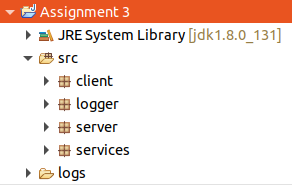 Assignment 3
JRE System Library [jdk1.8.0_131]
src
client
logger
server
services
logs